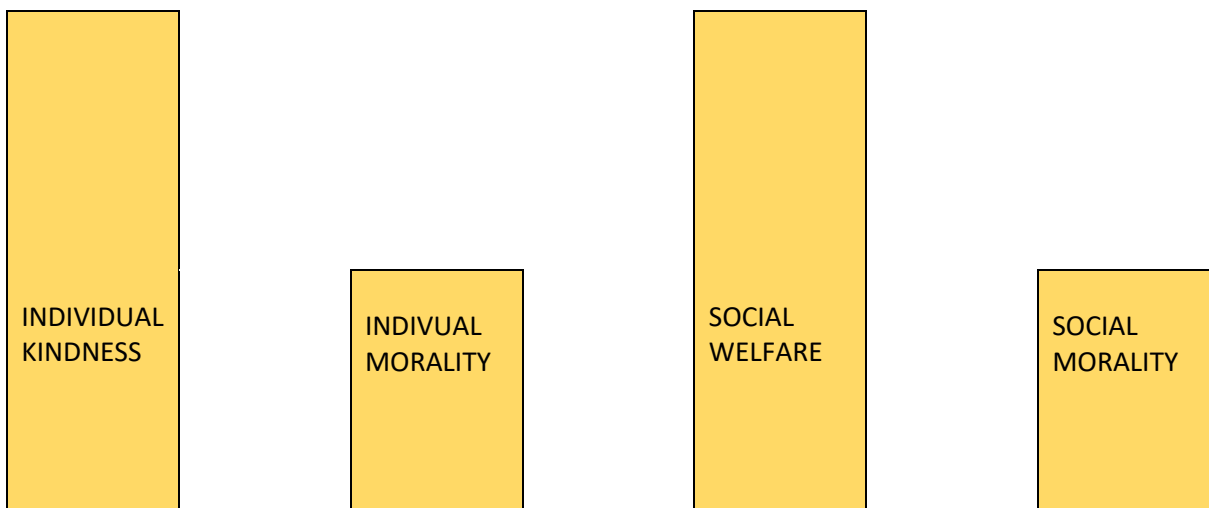 INDIVIDUAL
KINDNESS
INDIVUAL
MORALITY
SOCIAL
WELFARE
SOCIAL
MORALITY